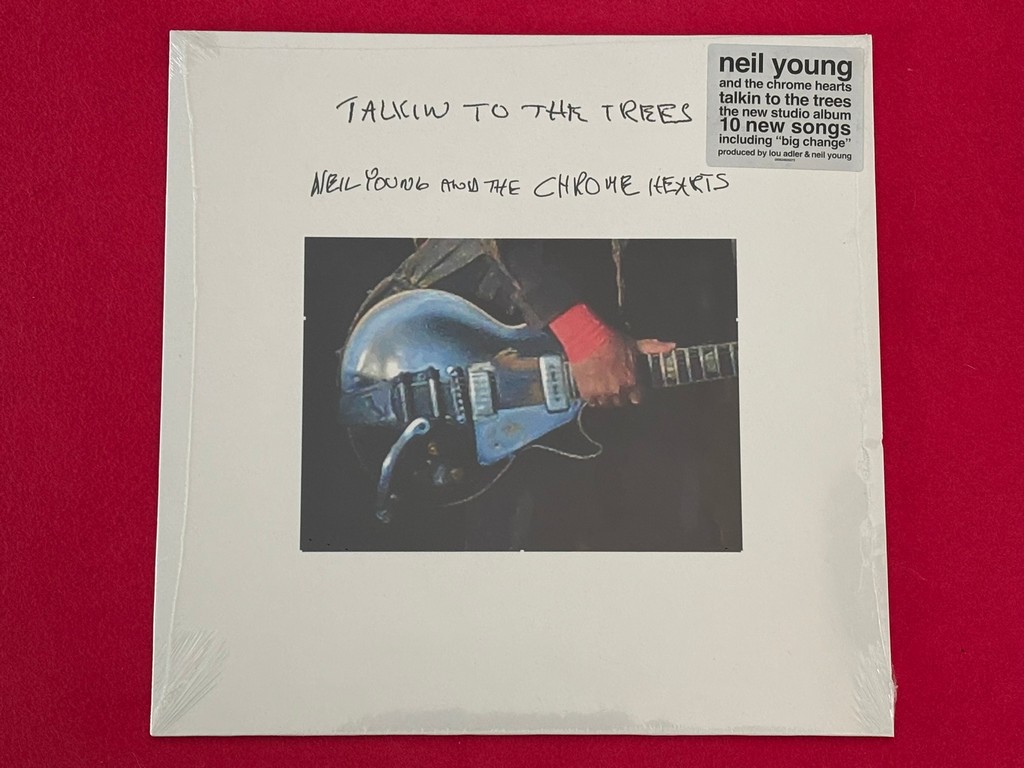 TALKIN TO THE TREES
NEIL YOUNG AND THE CHROME HEARTS
neil young
and the chrome hearts
talkin to the trees
the new studio album
10 new songs
including "big change"
produced by lou adler & neil young